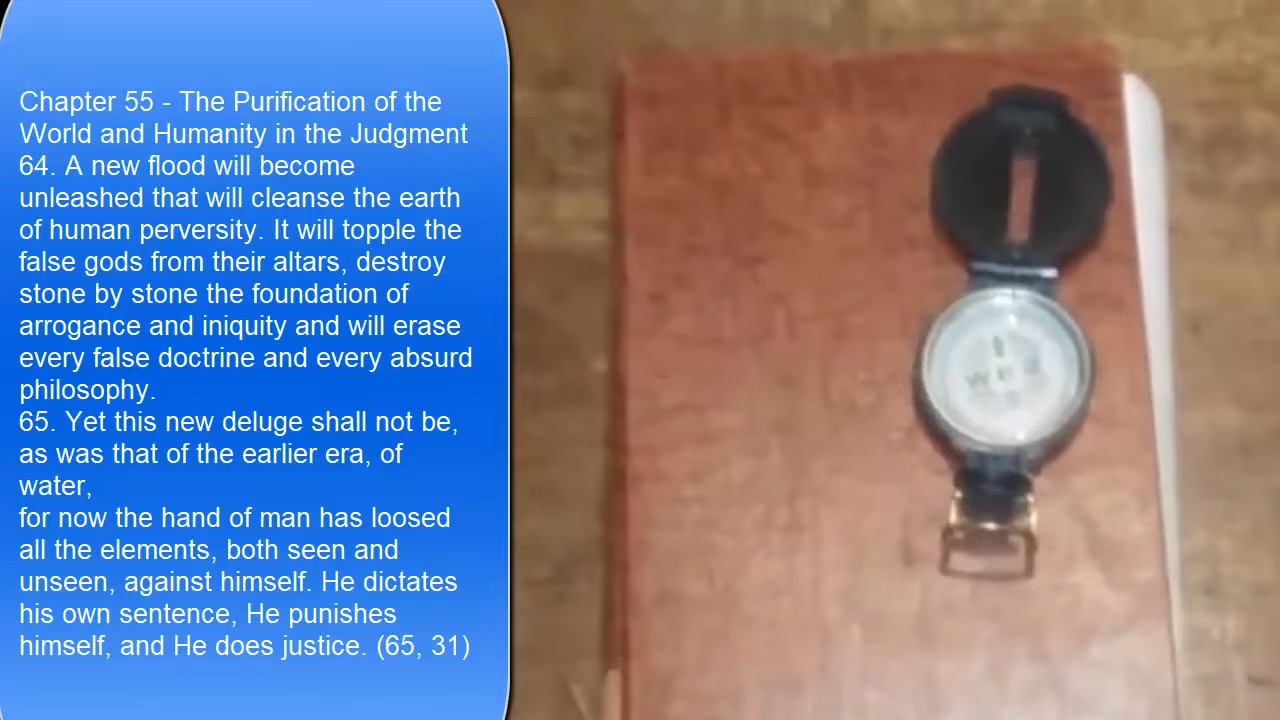 Chapter 55 - The Purification of the
World and Humanity in the Judgment
64. A new flood will become
unleashed that will cleanse the earth
of human perversity. It will topple the
false gods from their altars, destroy
stone by stone the foundation of
arrogance and iniquity and will erase
every false doctrine and every absurd
philosophy.
65. Yet this new deluge shall not be,
as was that of the earlier era, of
water,
for now the hand of man has loosed
all the elements, both seen and
unseen, against himself. He dictates
his own sentence, He punishes
himself, and He does justice. (65, 31)
W